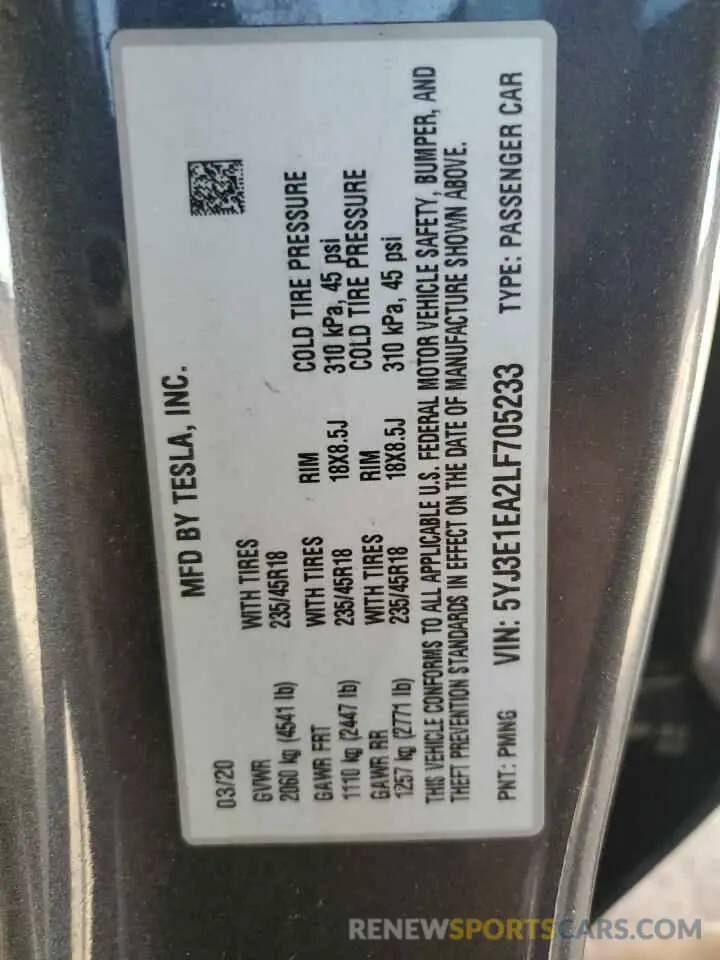 MFD BY TESLA, INC.
03/20
GVWR
2060 kg (4541 lb)
WITH TIRES
235/45R18
GAWR FRT
1110 kg (2447 lb)
WITH TIRES
235/45R18
RIM
18X8.5J
COLD TIRE PRESSURE
310 kPa, 45 psi
GAWR RR
1257 kg (2771 lb)
WITH TIRES
235/45R18
RIM
18X8.5J
COLD TIRE PRESSURE
310 kPa, 45 psi
THIS VEHICLE CONFORMS TO ALL APPLICABLE U.S. FEDERAL MOTOR VEHICLE SAFETY, BUMPER, AND
THEFT PREVENTION STANDARDS IN EFFECT ON THE DATE OF MANUFACTURE SHOWN ABOVE.
PNT: PMNG VIN: 5YJ3E1EA2LF705233 TYPE: PASSENGER CAR
RENEWSPORTSCARS.COM